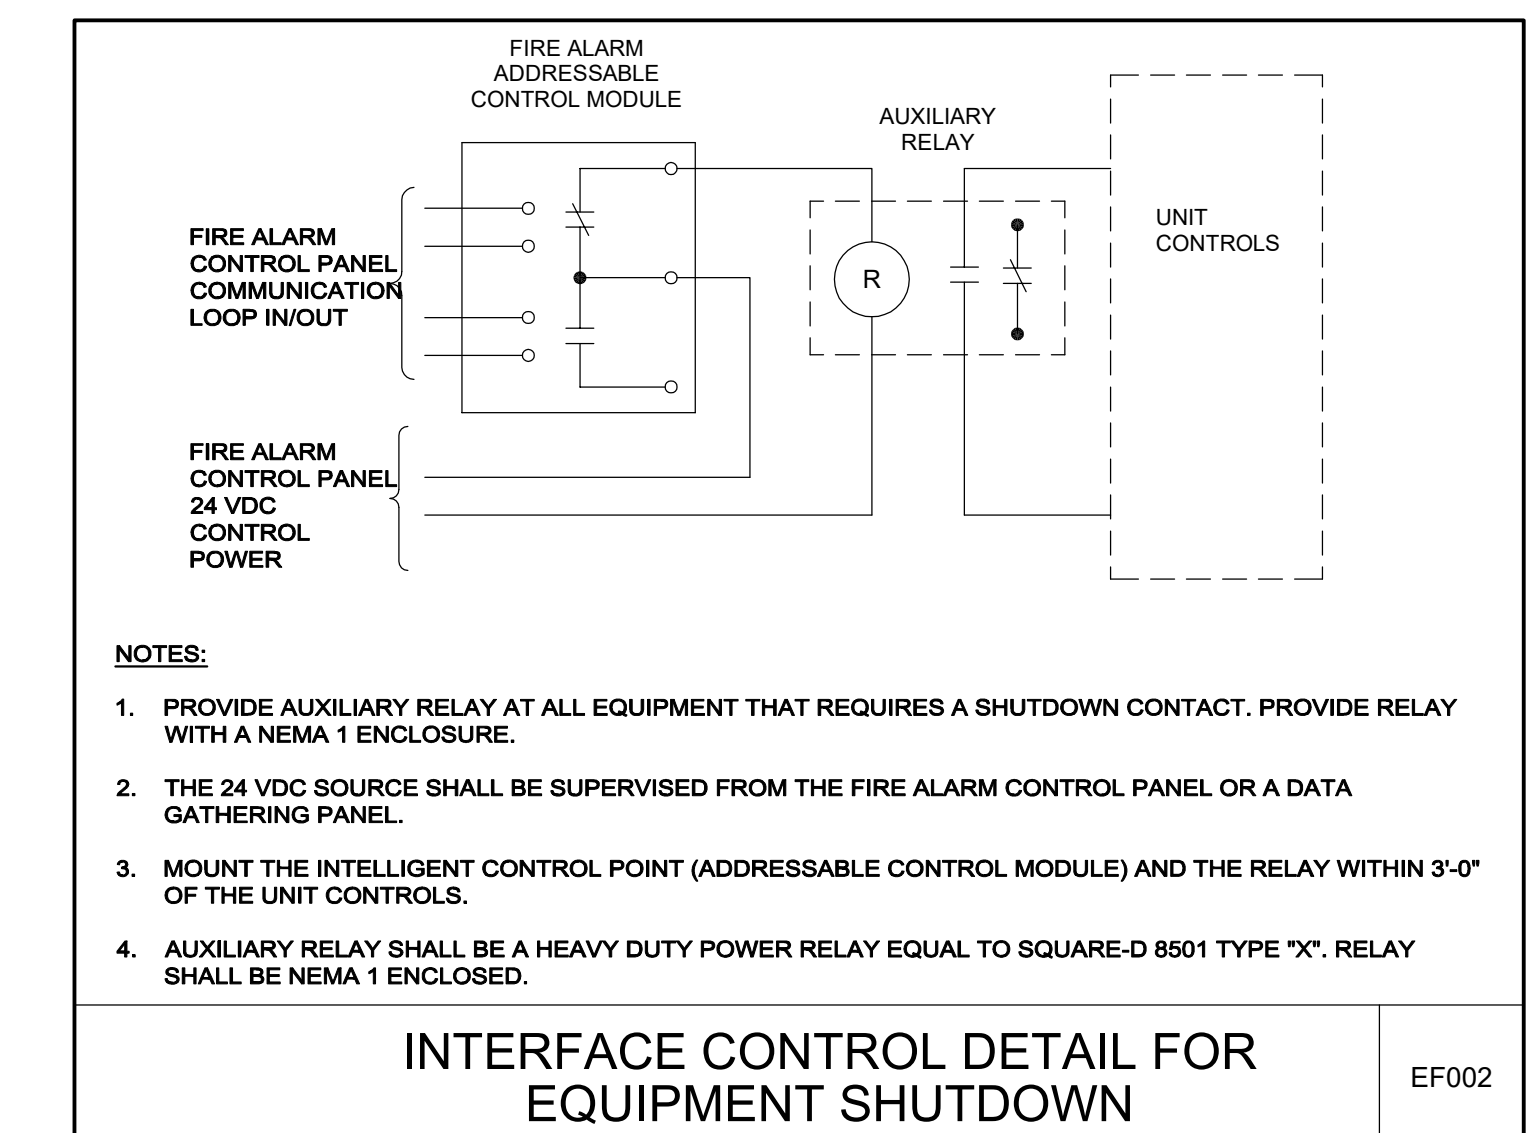 FIRE ALARM
ADDRESSABLE
CONTROL MODULE
AUXILIARY
RELAY
FIRE ALARM
CONTROL PANEL
COMMUNICATION
LOOP IN/OUT
R
UNIT
CONTROLS
FIRE ALARM
CONTROL PANEL
24 VDC
CONTROL
POWER
NOTES:
1. PROVIDE AUXILIARY RELAY AT ALL EQUIPMENT THAT REQUIRES A SHUTDOWN CONTACT. PROVIDE RELAY
WITH A NEMA 1 ENCLOSURE.
2. THE 24 VDC SOURCE SHALL BE SUPERVISED FROM THE FIRE ALARM CONTROL PANEL OR A DATA
GATHERING PANEL.
3. MOUNT THE INTELLIGENT CONTROL POINT (ADDRESSABLE CONTROL MODULE) AND THE RELAY WITHIN 3'-0"
OF THE UNIT CONTROLS.
4. AUXILIARY RELAY SHALL BE A HEAVY DUTY POWER RELAY EQUAL TO SQUARE-D 8501 TYPE "X". RELAY
SHALL BE NEMA 1 ENCLOSED.
INTERFACE CONTROL DETAIL FOR
EQUIPMENT SHUTDOWN
EF002